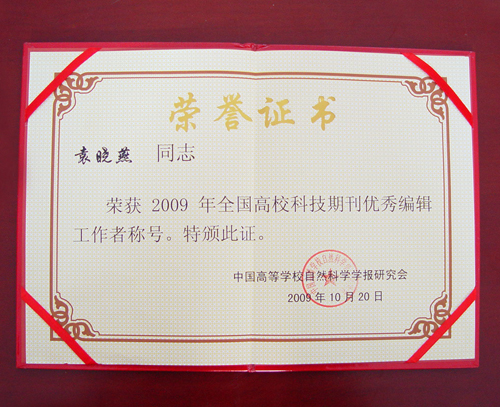 荣誉证书
袁晓燕 同志
荣获 2009 年全国高校科技期刊优秀编辑
工作者称号。特颁此证。
中国高等学校自然科学学报研究会
2009 年 10 月 20 日